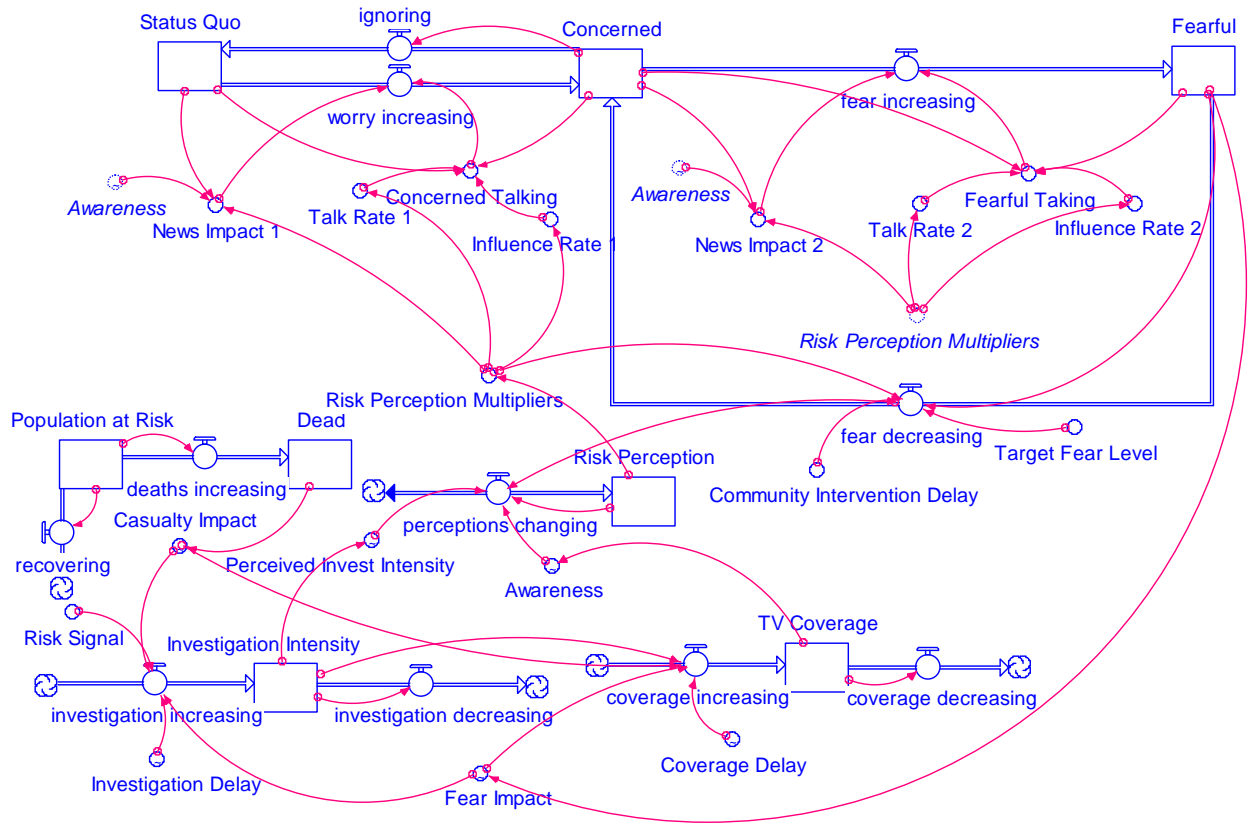 Status Quo
ignoring
Concerned
Fearful
worry increasing
fear increasing
Awareness
News Impact 1
Talk Rate 1
Concerned Talking
Influence Rate 1
Awareness
News Impact 2
Talk Rate 2
Fearful Taking
Influence Rate 2
Risk Perception Multipliers
Risk Perception Multipliers
Population at Risk
Dead
fear decreasing
Target Fear Level
Risk Perception
Community Intervention Delay
deaths increasing
Casualty Impact
perceptions changing
recovering
Perceived Invest Intensity
Awareness
Risk Signal
Investigation Intensity
TV Coverage
investigation increasing
investigation decreasing
coverage increasing
coverage decreasing
Investigation Delay
Fear Impact
Coverage Delay